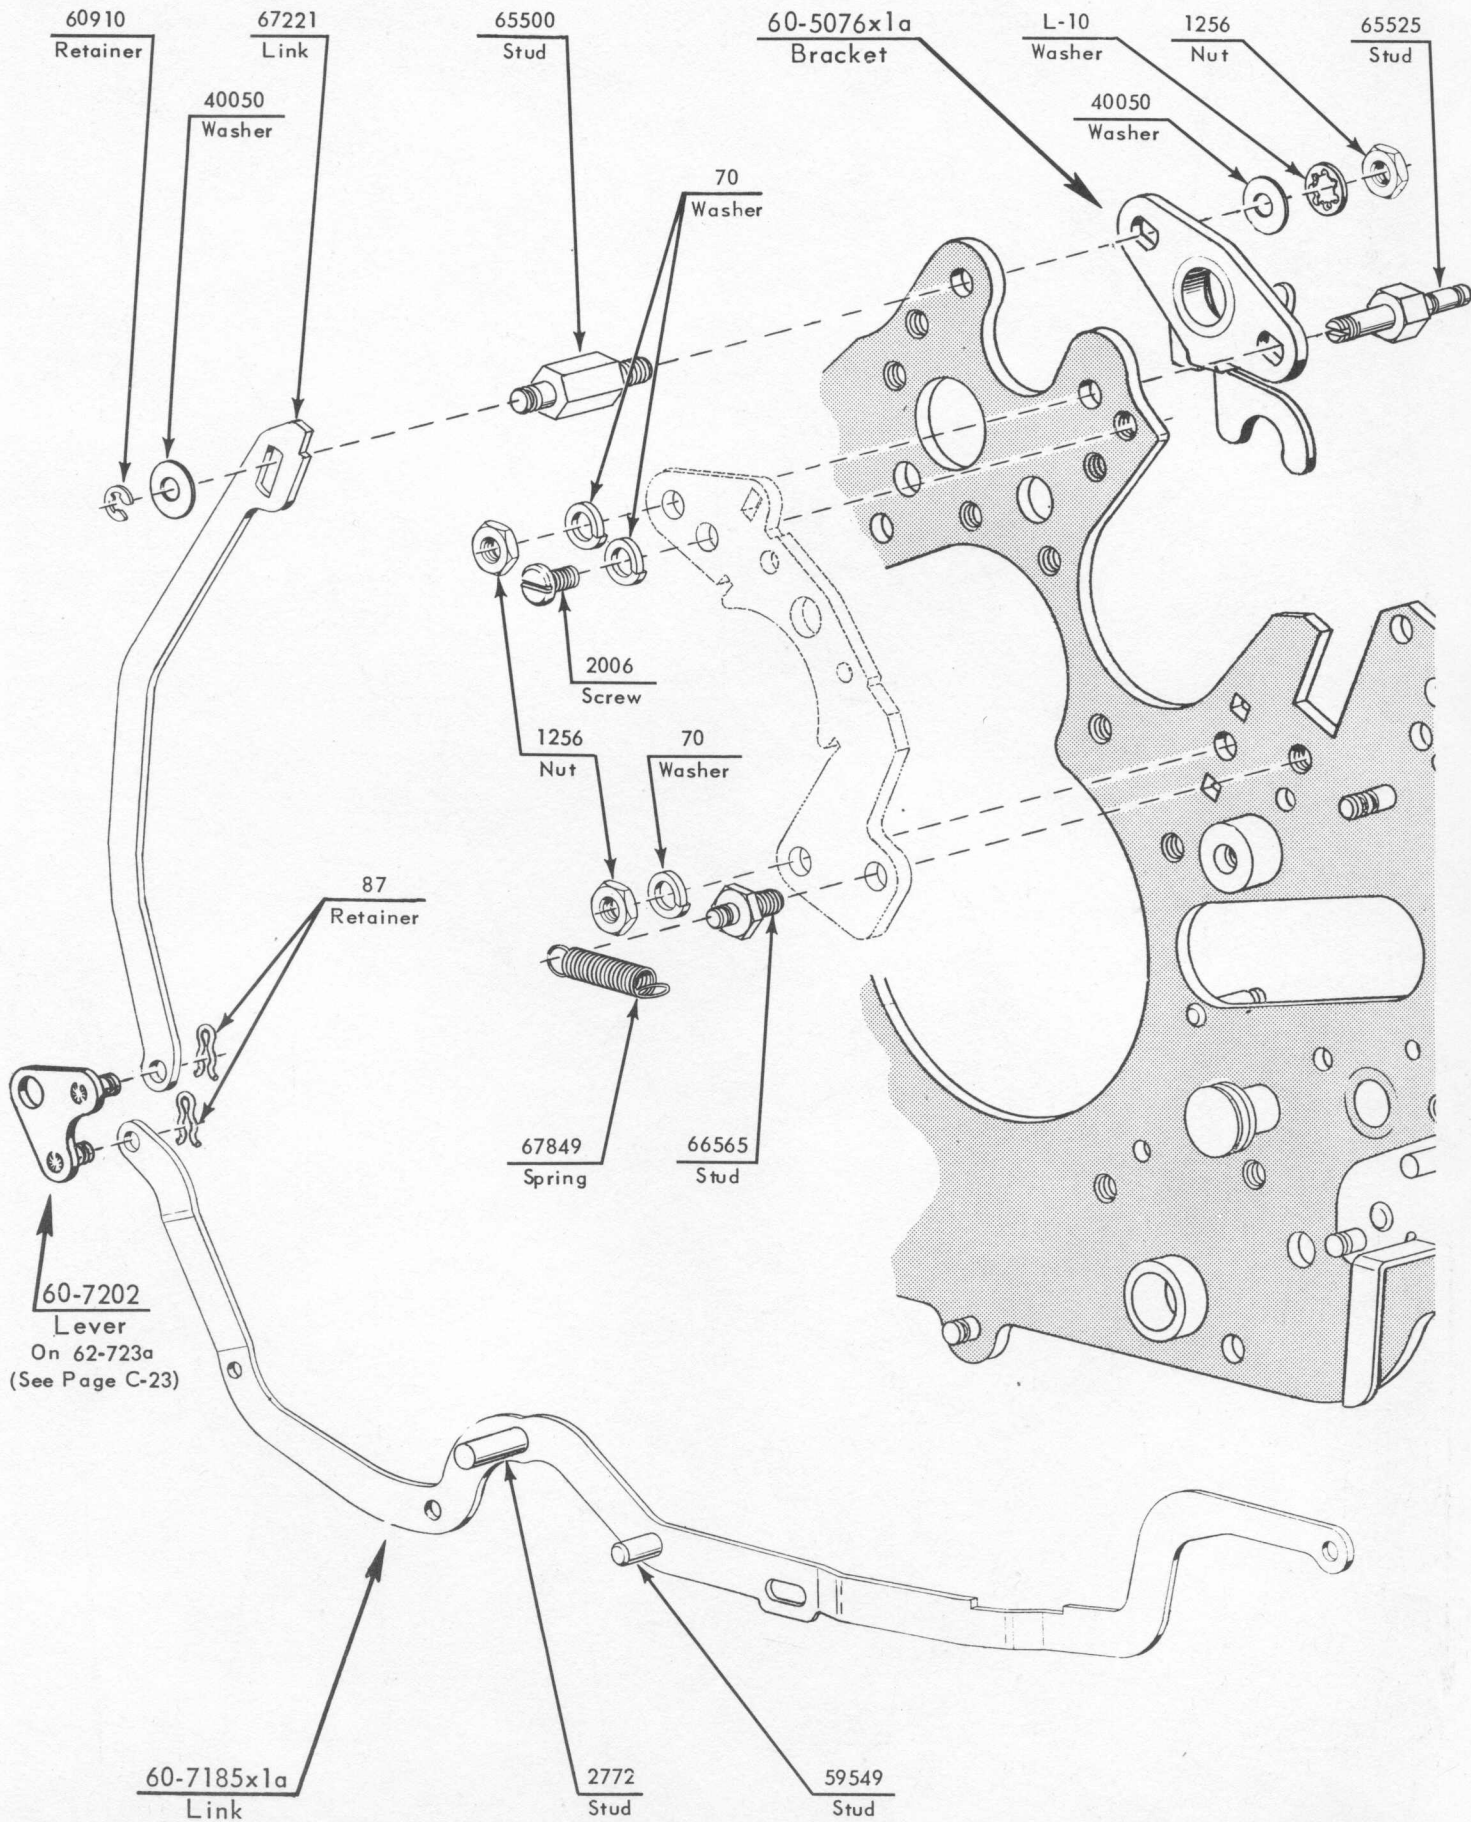 60910
Retainer
67221
Link
65500
Stud
60-5076x1a
Bracket
L-10
Washer
1256
Nut
65525
Stud
40050
Washer
40050
Washer
70
Washer
2006
Screw
1256
Nut
70
Washer
87
Retainer
67849
Spring
66565
Stud
60-7202
Lever
On 62-723a
(See Page C-23)
60-7185x1a
Link
2772
Stud
59549
Stud